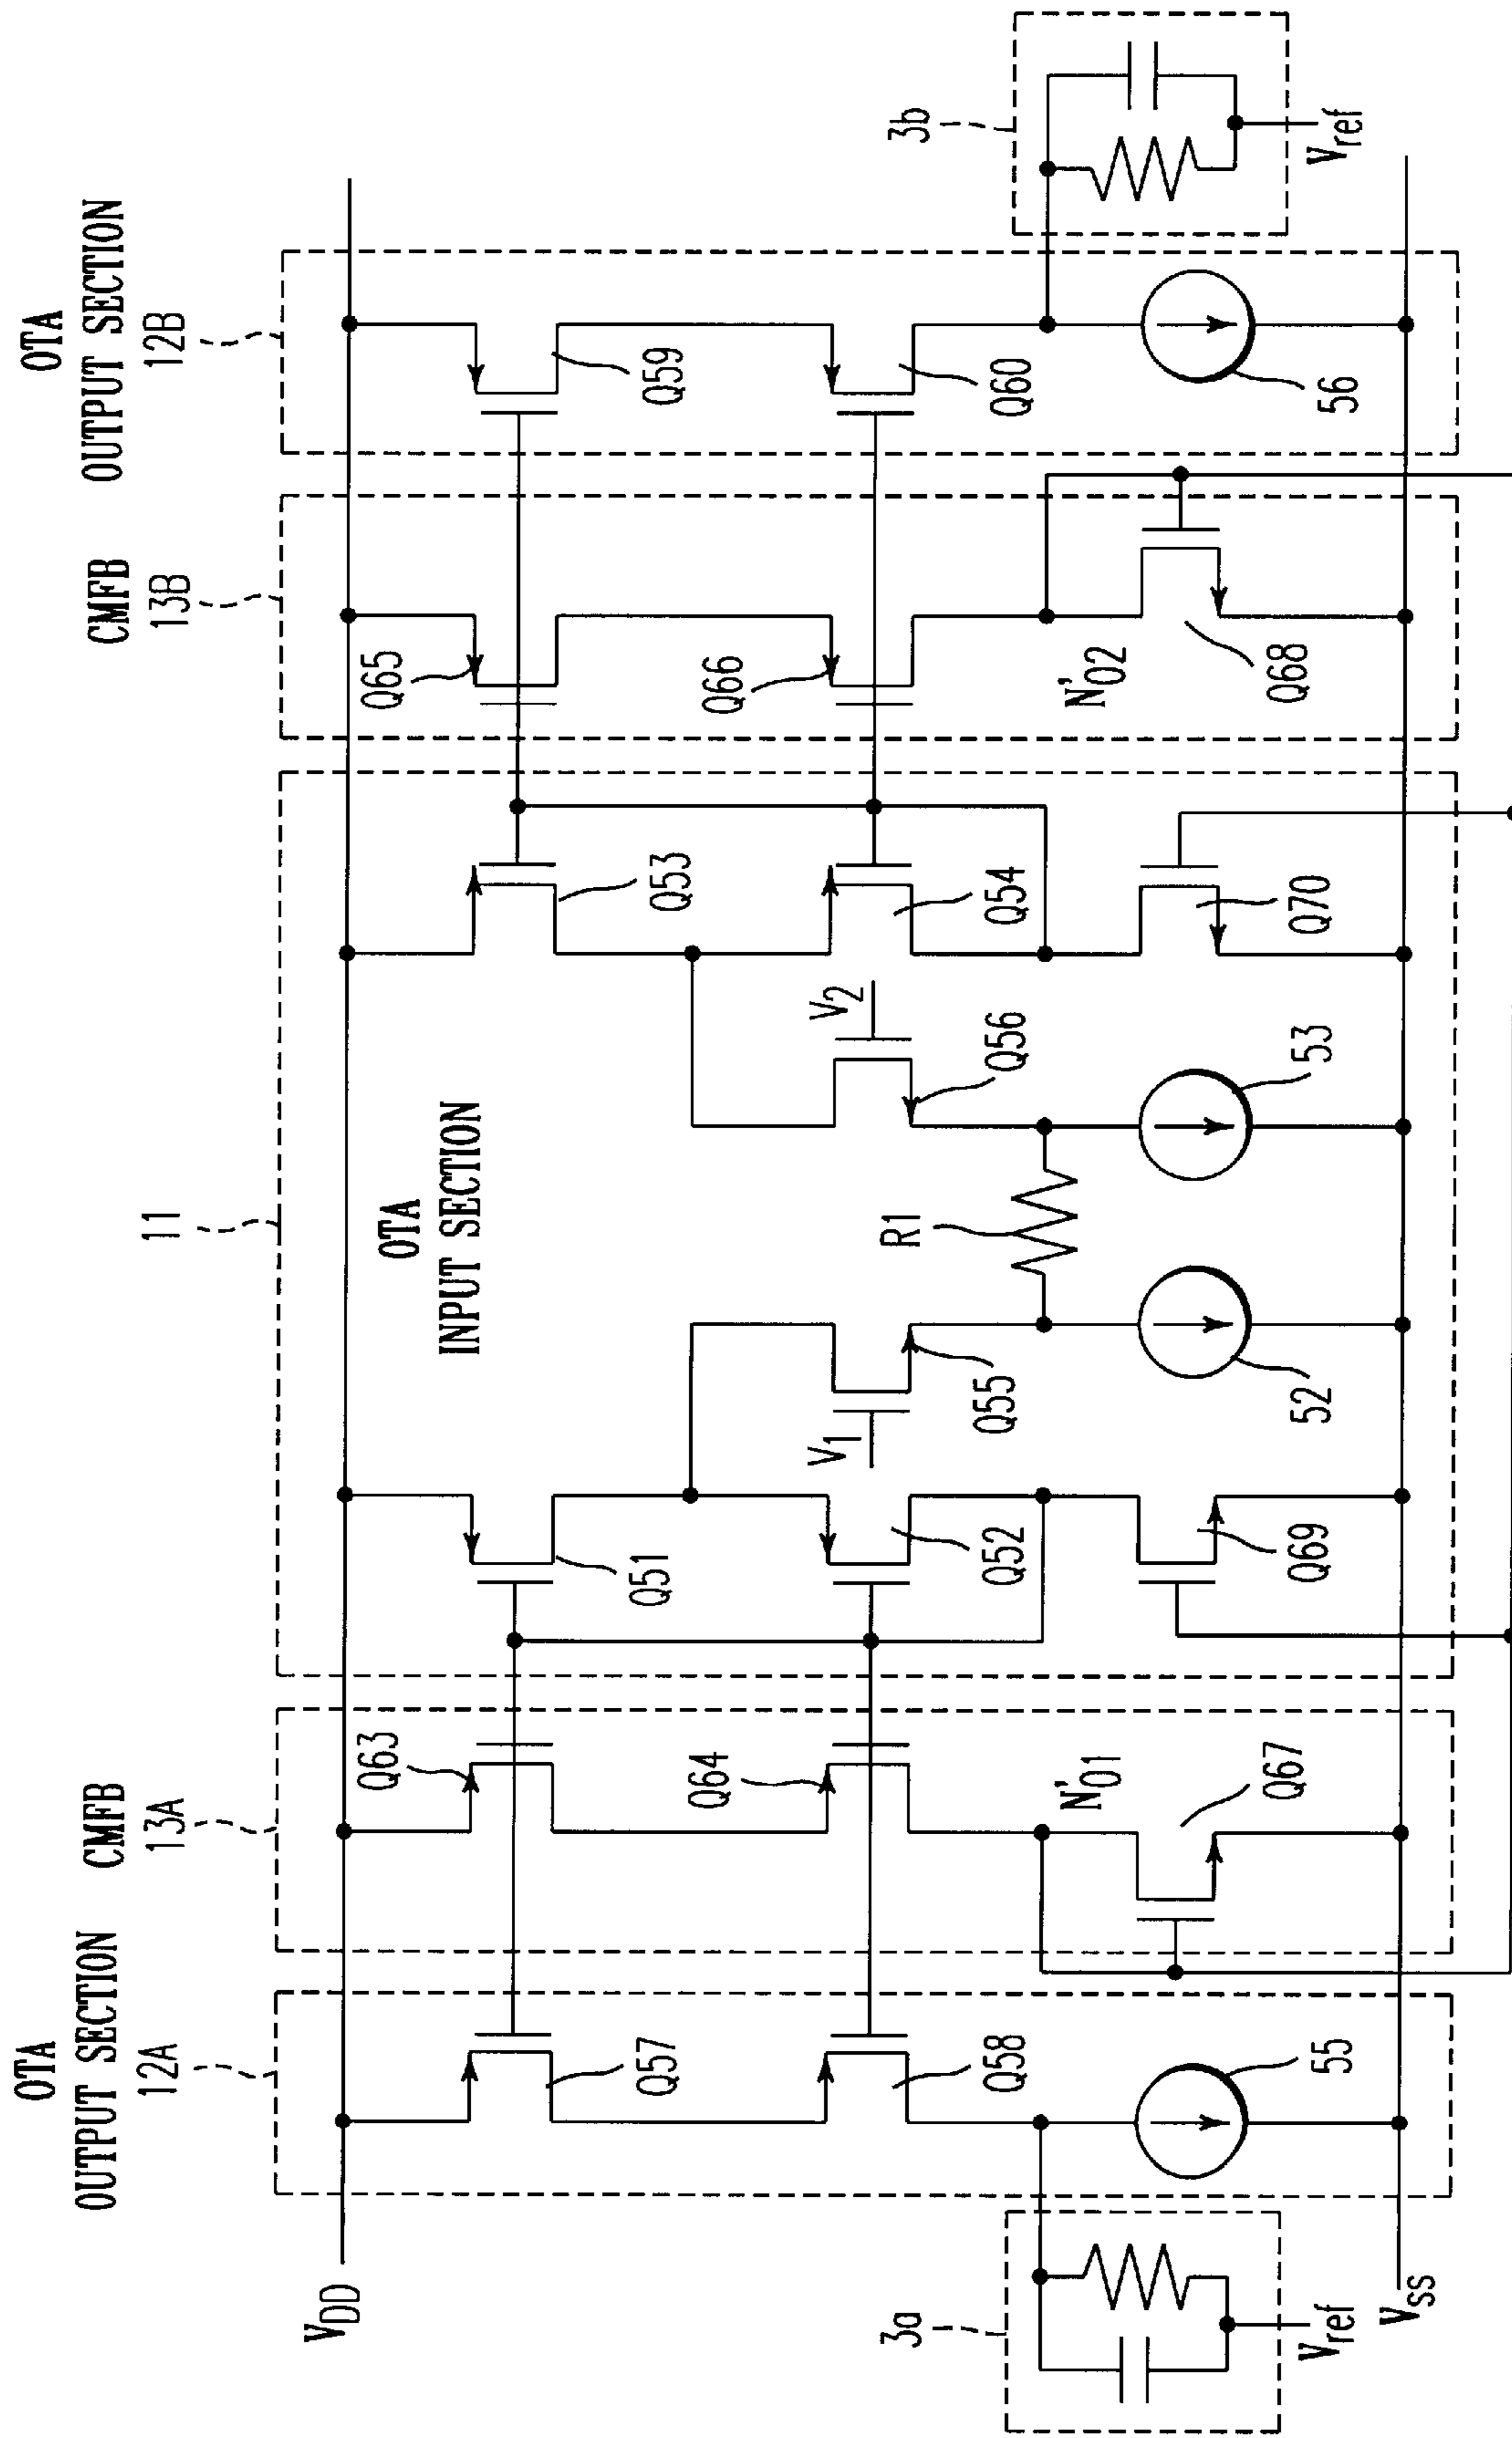 OTA
OUTPUT SECTION
12A
CMFB
13A
11
CMFB
13B
OTA
OUTPUT SECTION
12B
VDD
OTA
INPUT SECTION
Q57
Q63
Q51
Q53
Q65
Q59
Q58
Q64
Q52
V1
Q55
R1
V2
Q56
Q54
Q66
Q60
3a
Vref
55
N'01
Q67
Q69
52
53
Q70
N'02
Q68
56
3b
Vref
VSS